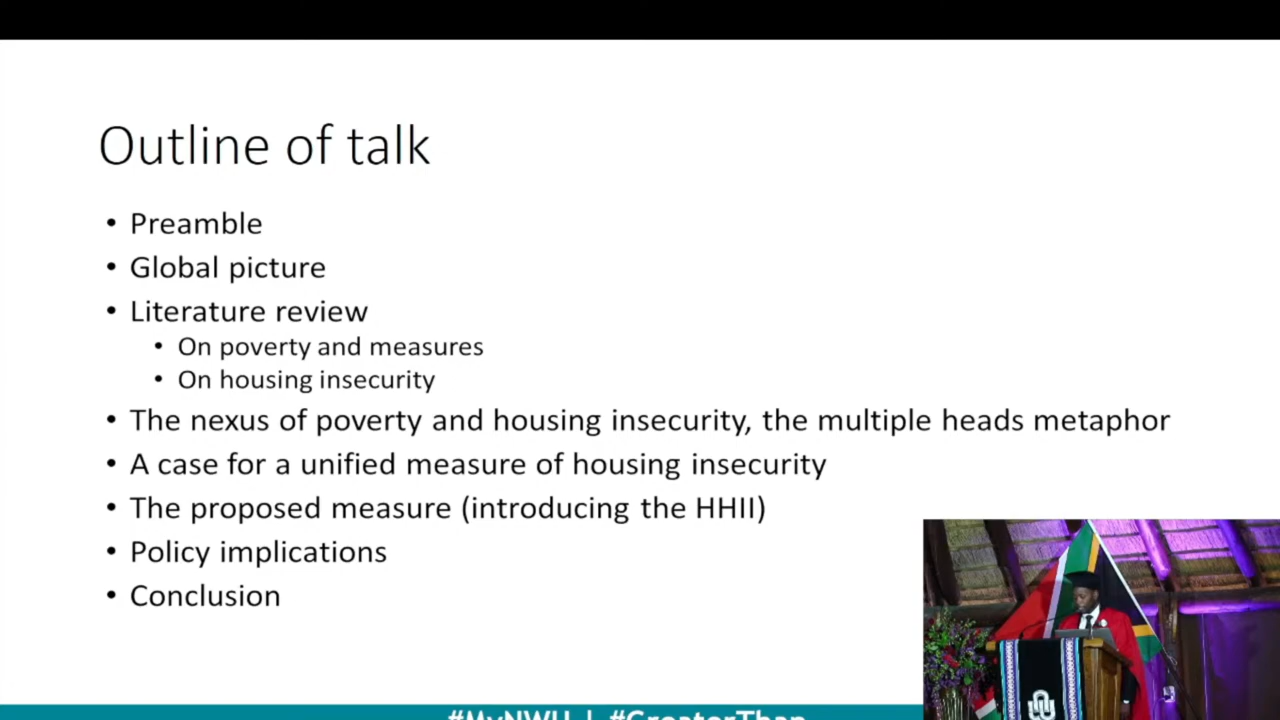 Outline of talk
• Preamble
• Global picture
• Literature review
• On poverty and measures
• On housing insecurity
• The nexus of poverty and housing insecurity, the multiple heads metaphor
• A case for a unified measure of housing insecurity
• The proposed measure (introducing the HHII)
• Policy implications
• Conclusion
#MyNWU | #GreaterThan